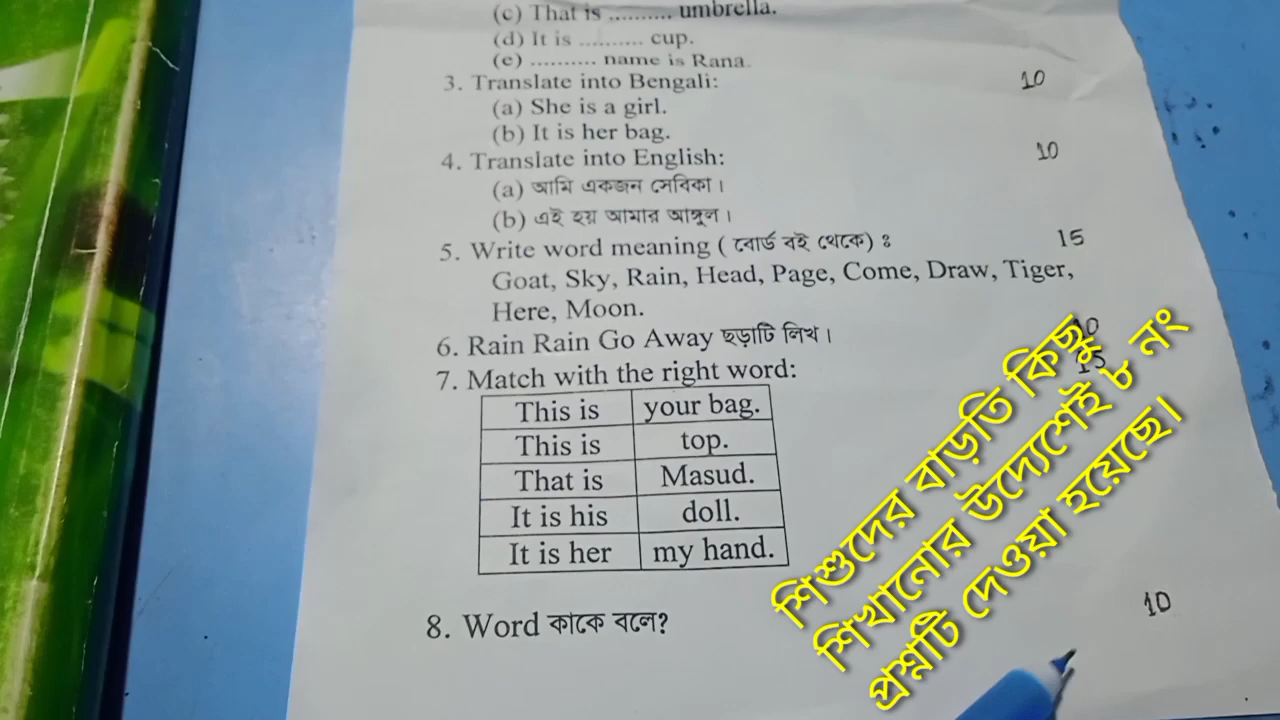 (c) That is .......... umbrella.
(d) It is .......... cup.
(e) .......... name is Rana.
3. Translate into Bengali: 10
(a) She is a girl.
(b) It is her bag.
4. Translate into English: 10
(a) আমি একজন সেবিকা।
(b) এই হয় আমার আঙ্গুল।
5. Write word meaning ( বোর্ড বই থেকে) ঃ 15
Goat, Sky, Rain, Head, Page, Come, Draw, Tiger,
Here, Moon.
6. Rain Rain Go Away ছড়াটি লিখ। 10
7. Match with the right word: 15
This is your bag.
This is top.
That is Masud.
It is his doll.
It is her my hand.
8. Word কাকে বলে? 10
শিশুদের বাড়তি কিছু
শিখানোর উদ্যেশেই ৮ নং
প্রশ্নটি দেওয়া হয়েছে।